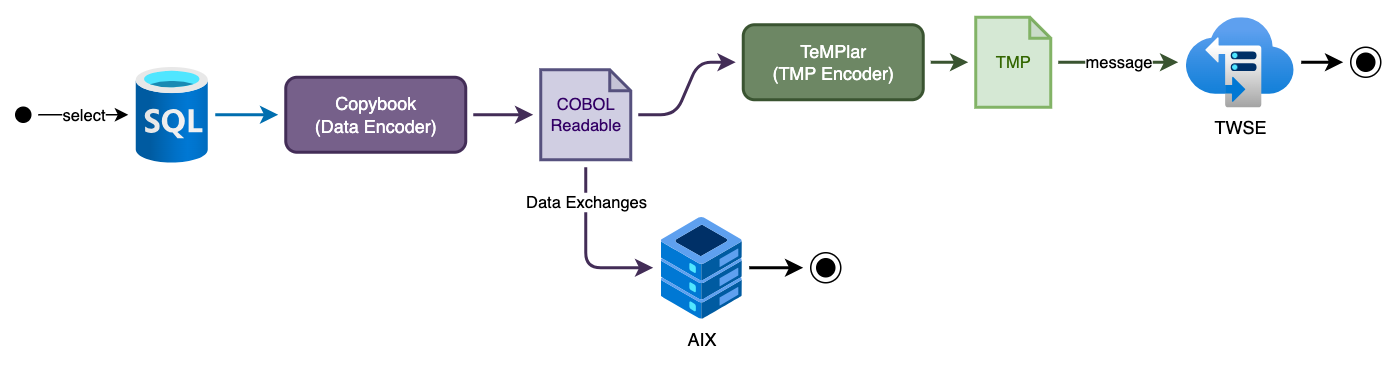 select
SQL
Copybook
(Data Encoder)
COBOL
Readable
Data Exchanges
AIX
TeMPlar
(TMP Encoder)
TMP
message
TWSE